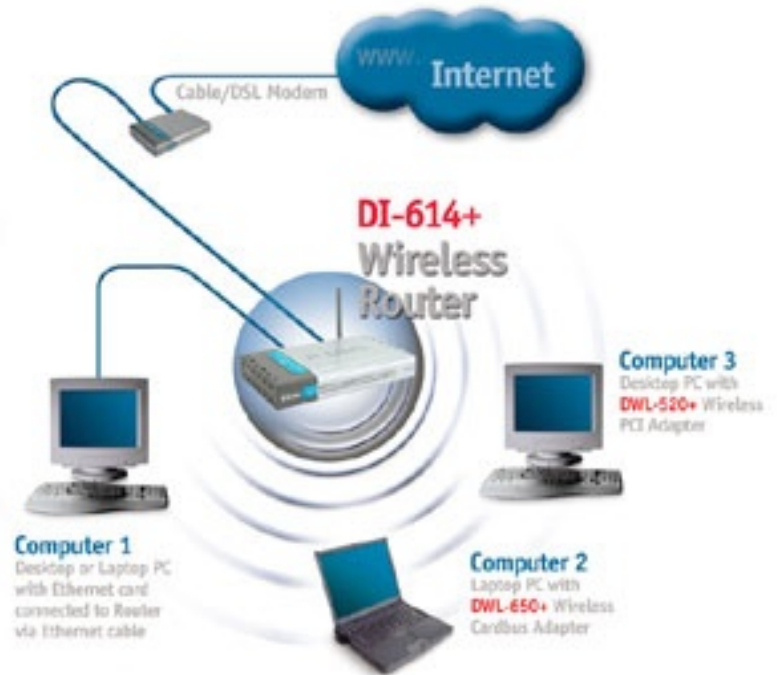 www.
Internet
Cable/DSL Modem
DI-614+
Wireless
Router
Computer 3
Desktop PC with
DWL-520+ Wireless
PCI Adapter
Computer 1
Desktop or Laptop PC
with Ethernet card
connected to Router
via Ethernet cable
Computer 2
Laptop PC with
DWL-650+ Wireless
Cardbus Adapter